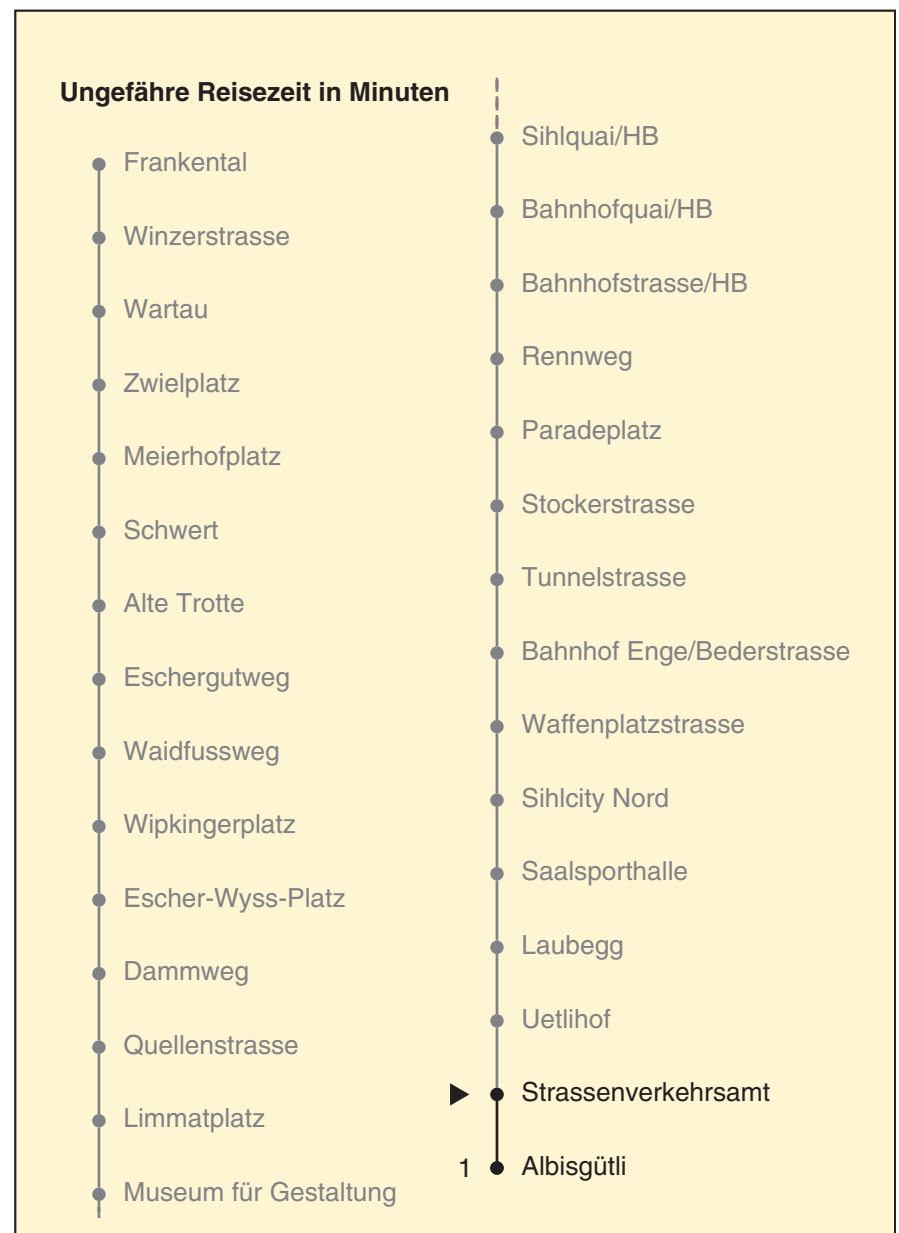 Ungefähre Reisezeit in Minuten
Frankental
Winzerstrasse
Wartau
Zwielplatz
Meierhofplatz
Schwert
Alte Trotte
Eschergutweg
Waidfussweg
Wipkingerplatz
Escher-Wyss-Platz
Dammweg
Quellenstrasse
Limmatplatz
Museum für Gestaltung
Sihlquai/HB
Bahnhofquai/HB
Bahnhofstrasse/HB
Rennweg
Paradeplatz
Stockerstrasse
Tunnelstrasse
Bahnhof Enge/Bederstrasse
Waffenplatzstrasse
Sihlcity Nord
Saalsporthalle
Laubegg
Uetlihof
Strassenverkehrsamt
1 Albisgütli